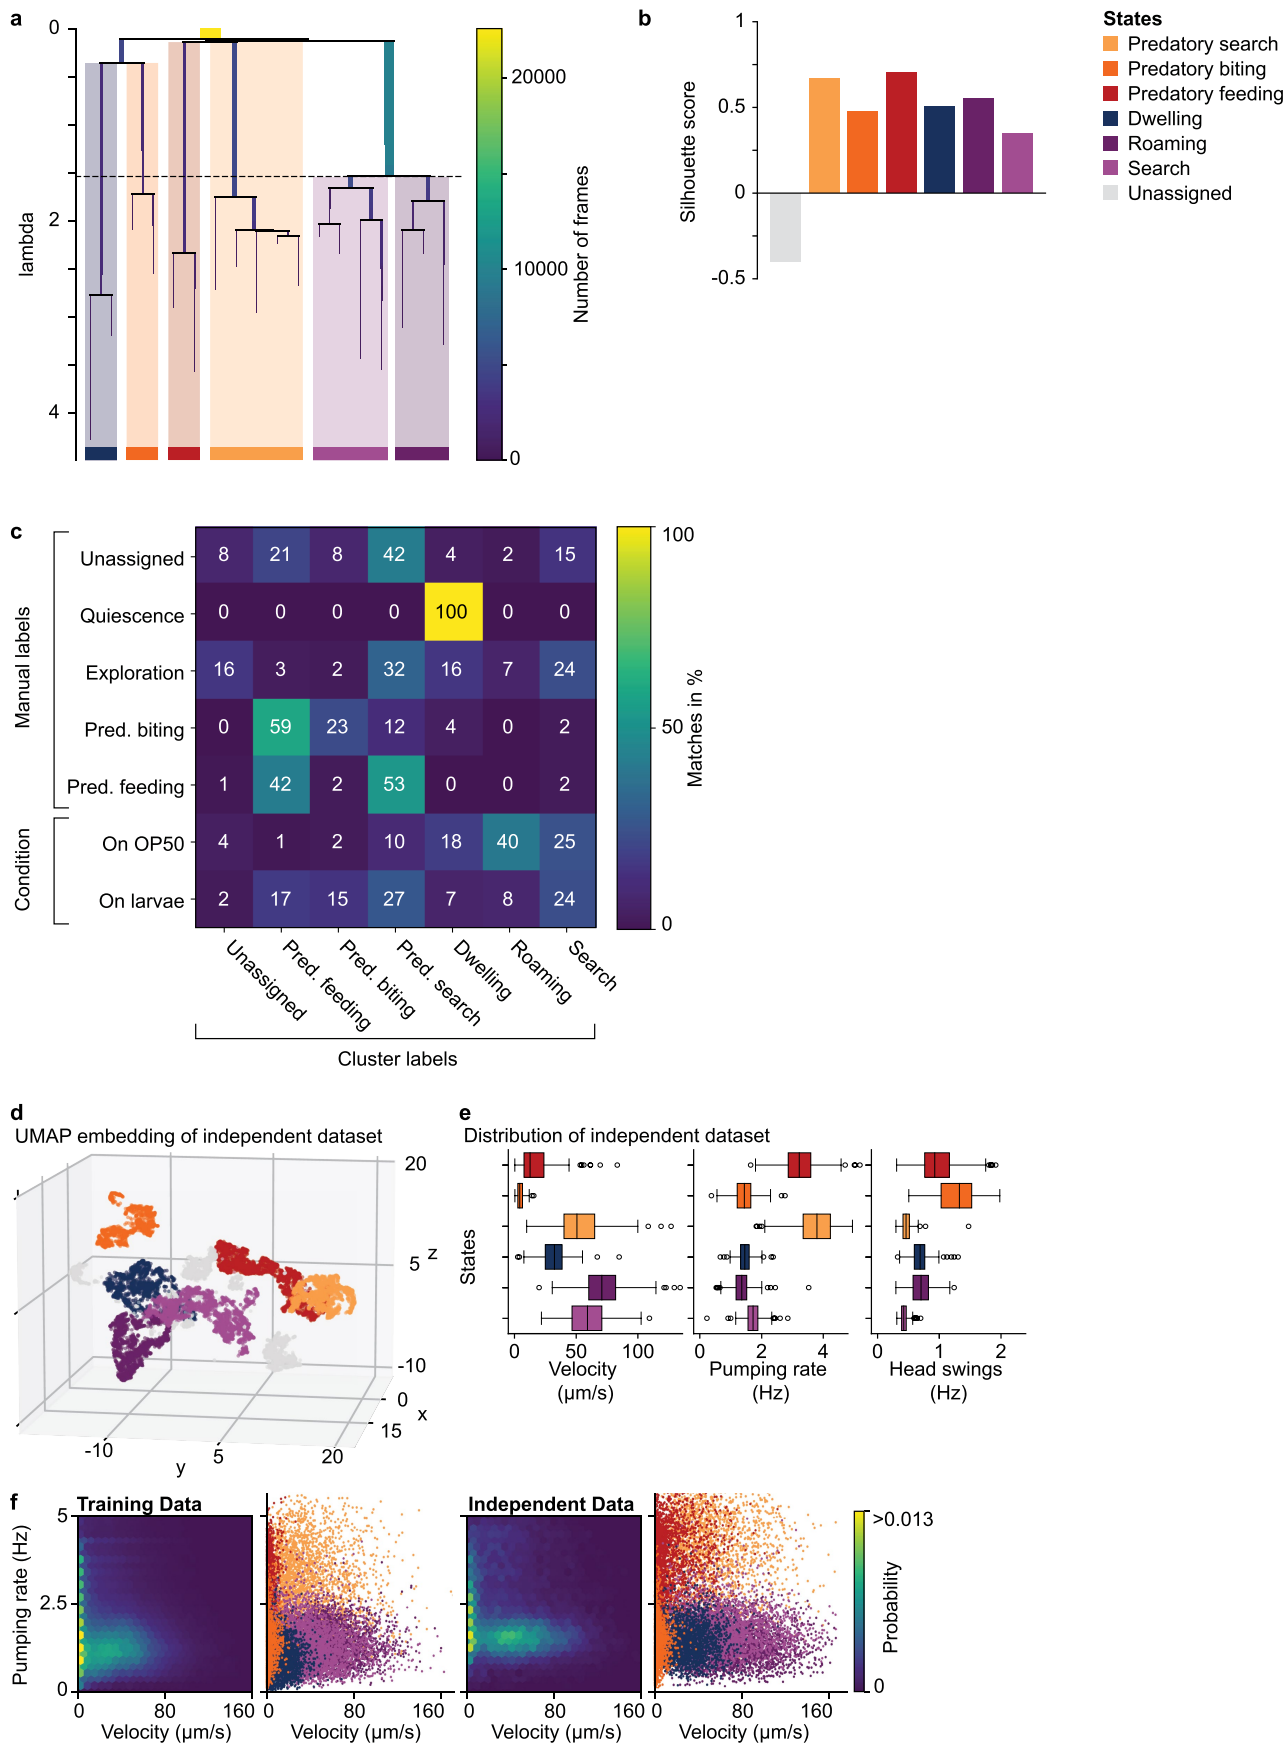 a
0
2
4
lambda
20000
10000
0
Number of frames
b
1
0.5
0
-0.5
Silhouette score
States
Predatory search
Predatory biting
Predatory feeding
Dwelling
Roaming
Search
Unassigned
c
Manual labels
Condition
Unassigned 8 21 8 42 4 2 15
Quiescence 0 0 0 0 100 0 0
Exploration 16 3 2 32 16 7 24
Pred. biting 0 59 23 12 4 0 2
Pred. feeding 1 42 2 53 0 0 2
On OP50 4 1 2 10 18 40 25
On larvae 2 17 15 27 7 8 24
Unassigned
Pred. feeding
Pred. biting
Pred. search
Dwelling
Roaming
Search
Cluster labels
100
50
0
Matches in %
d
UMAP embedding of independent dataset
20
5
-10
z
0
15
x
-10
5
20
y
e
Distribution of independent dataset
States
0 50 100
Velocity
(µm/s)
0 2 4
Pumping rate
(Hz)
0 1 2
Head swings
(Hz)
f
Training Data
Independent Data
5
2.5
0
Pumping rate (Hz)
0 80 160
Velocity (µm/s)
0 80 160
Velocity (µm/s)
0 80 160
Velocity (µm/s)
0 80 160
Velocity (µm/s)
>0.013
0
Probability